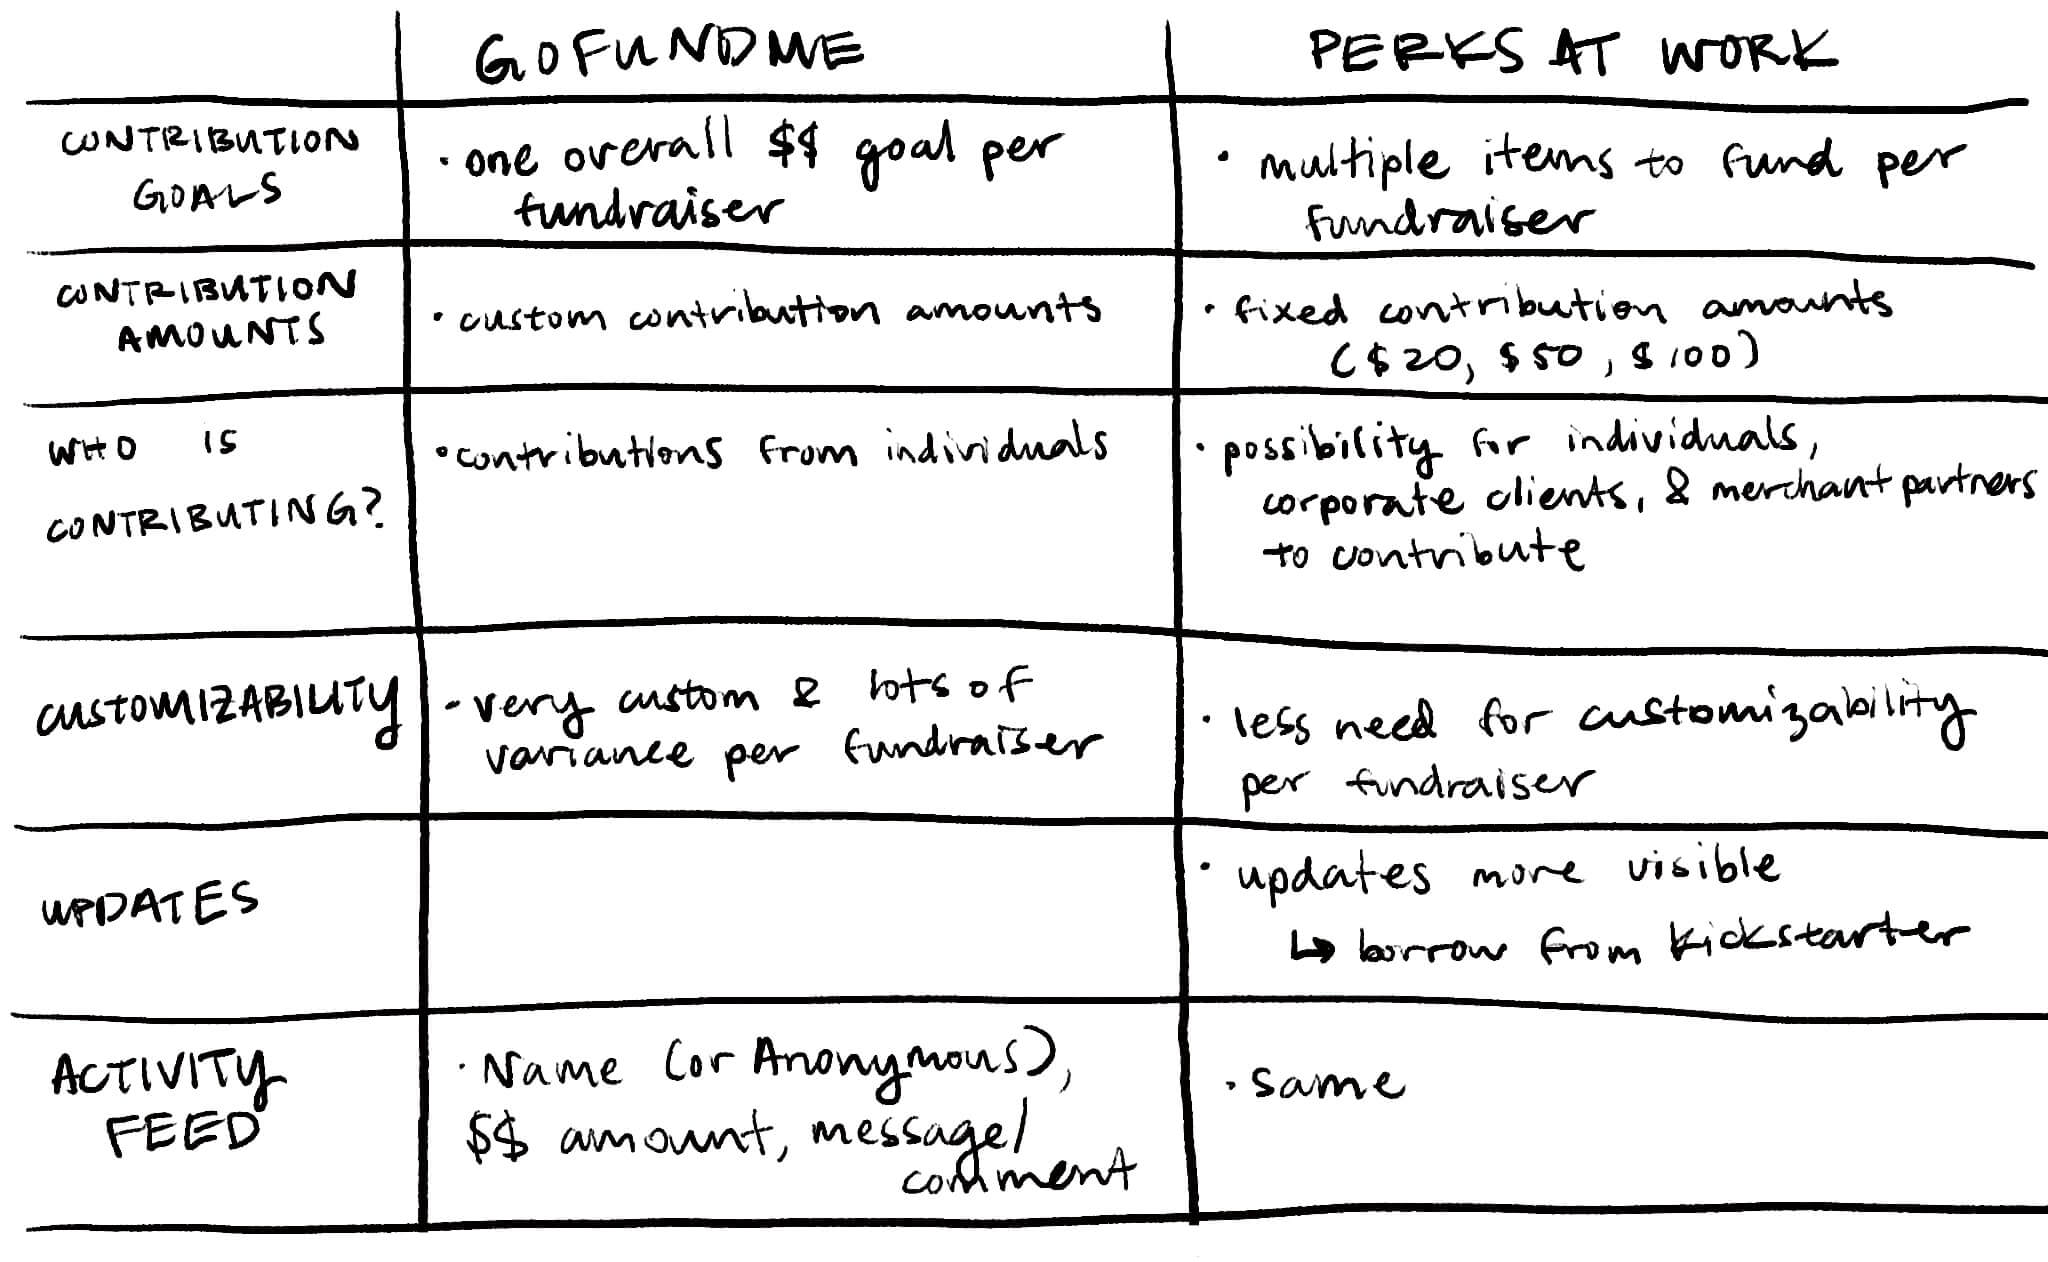 GOFUNDME
PERKS AT WORK
CONTRIBUTION
GOALS
· one overall $$ goal per
fundraiser
· multiple items to fund per
fundraiser
CONTRIBUTION
AMOUNTS
· custom contribution amounts
· fixed contribution amounts
($20, $50, $100)
WHO IS
CONTRIBUTING?
· contributions from individuals
· possibility for individuals,
corporate clients, & merchant partners
to contribute
CUSTOMIZABILITY
· very custom & lots of
variance per fundraiser
· less need for customizability
per fundraiser
UPDATES
· updates more visible
↳ borrow from Kickstarter
ACTIVITY
FEED
· Name (or Anonymous),
$$ amount, message/
comment
· same